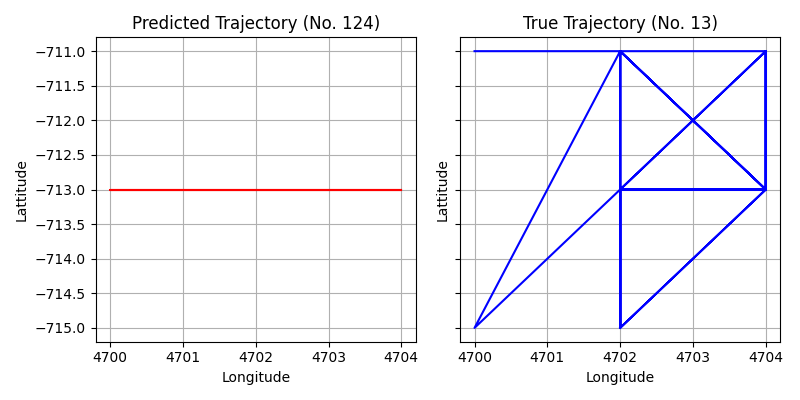 Predicted Trajectory (No. 124)
True Trajectory (No. 13)
−711.0
−711.5
−712.0
−712.5
−713.0
−713.5
−714.0
−714.5
−715.0
Lattitude
Lattitude
4700 4701 4702 4703 4704
4700 4701 4702 4703 4704
Longitude
Longitude